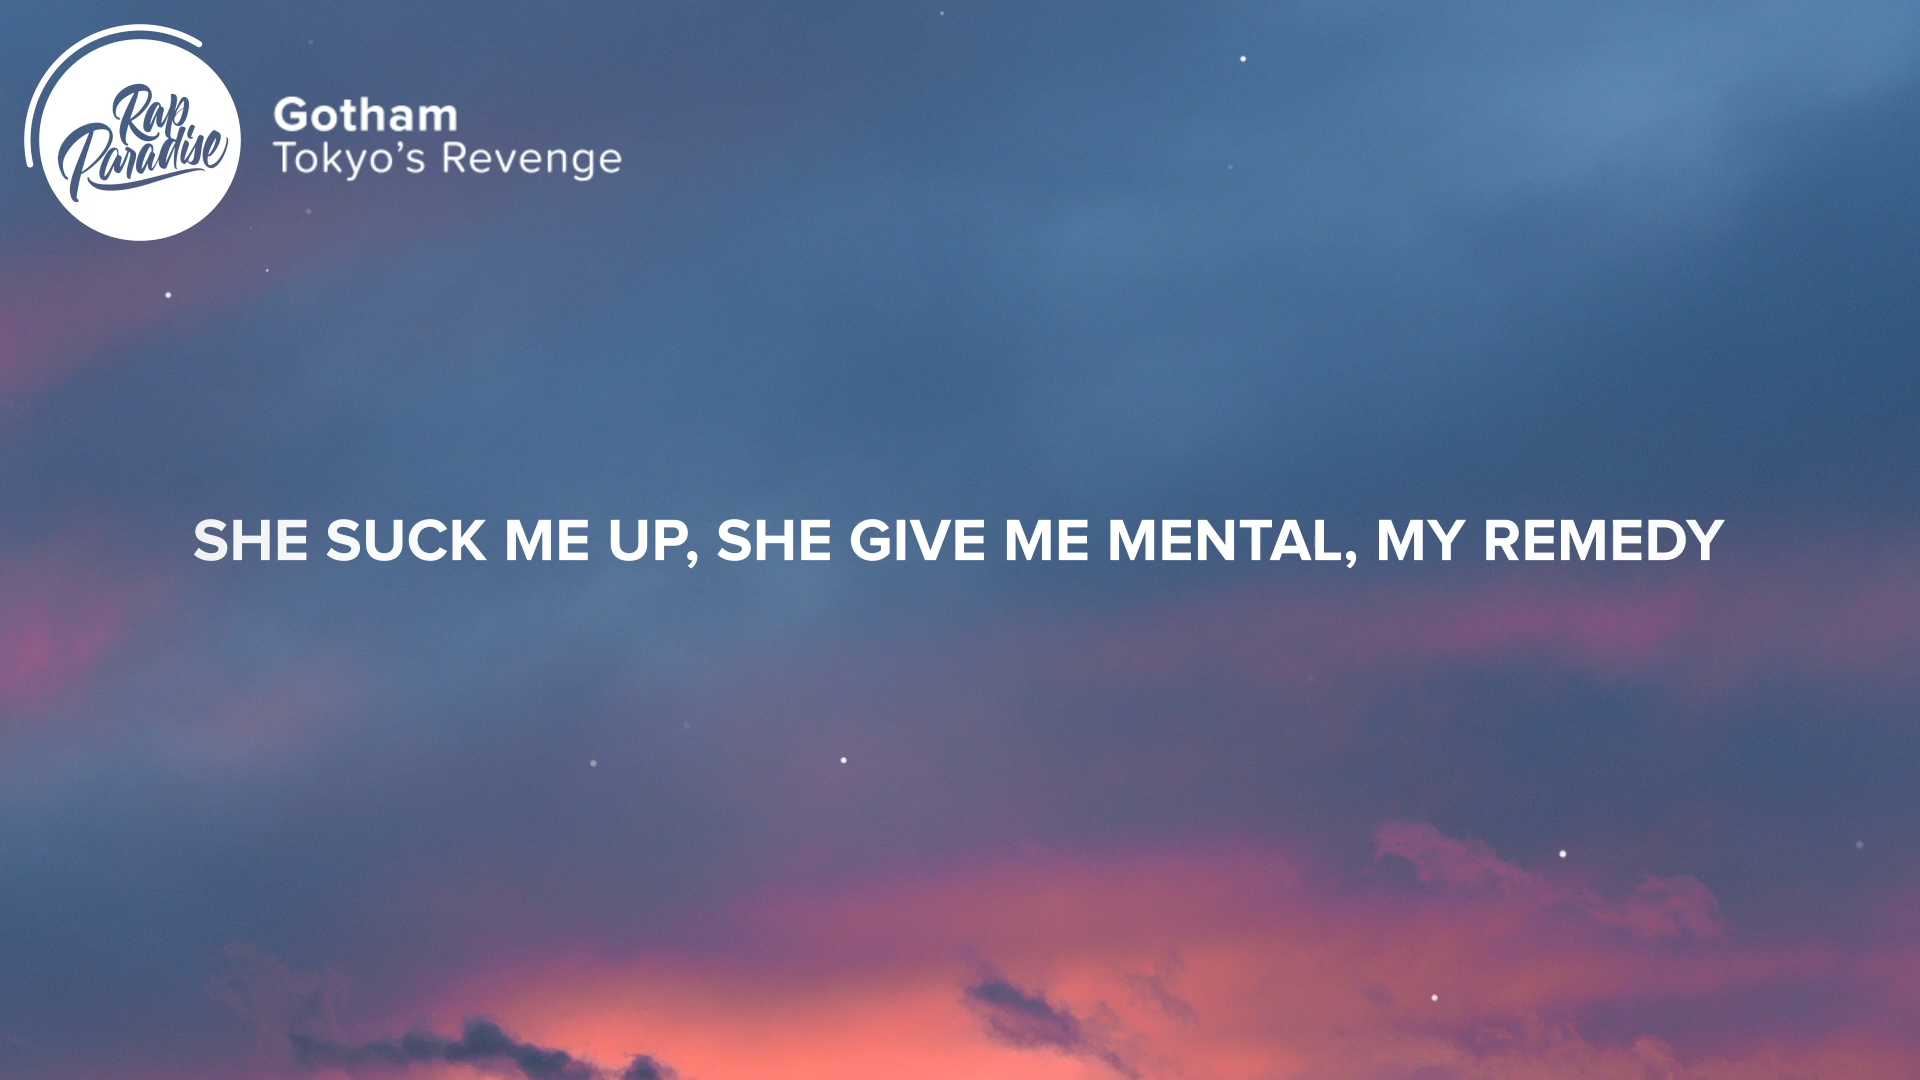 Rap
Paradise
Gotham
Tokyo’s Revenge
SHE SUCK ME UP, SHE GIVE ME MENTAL, MY REMEDY